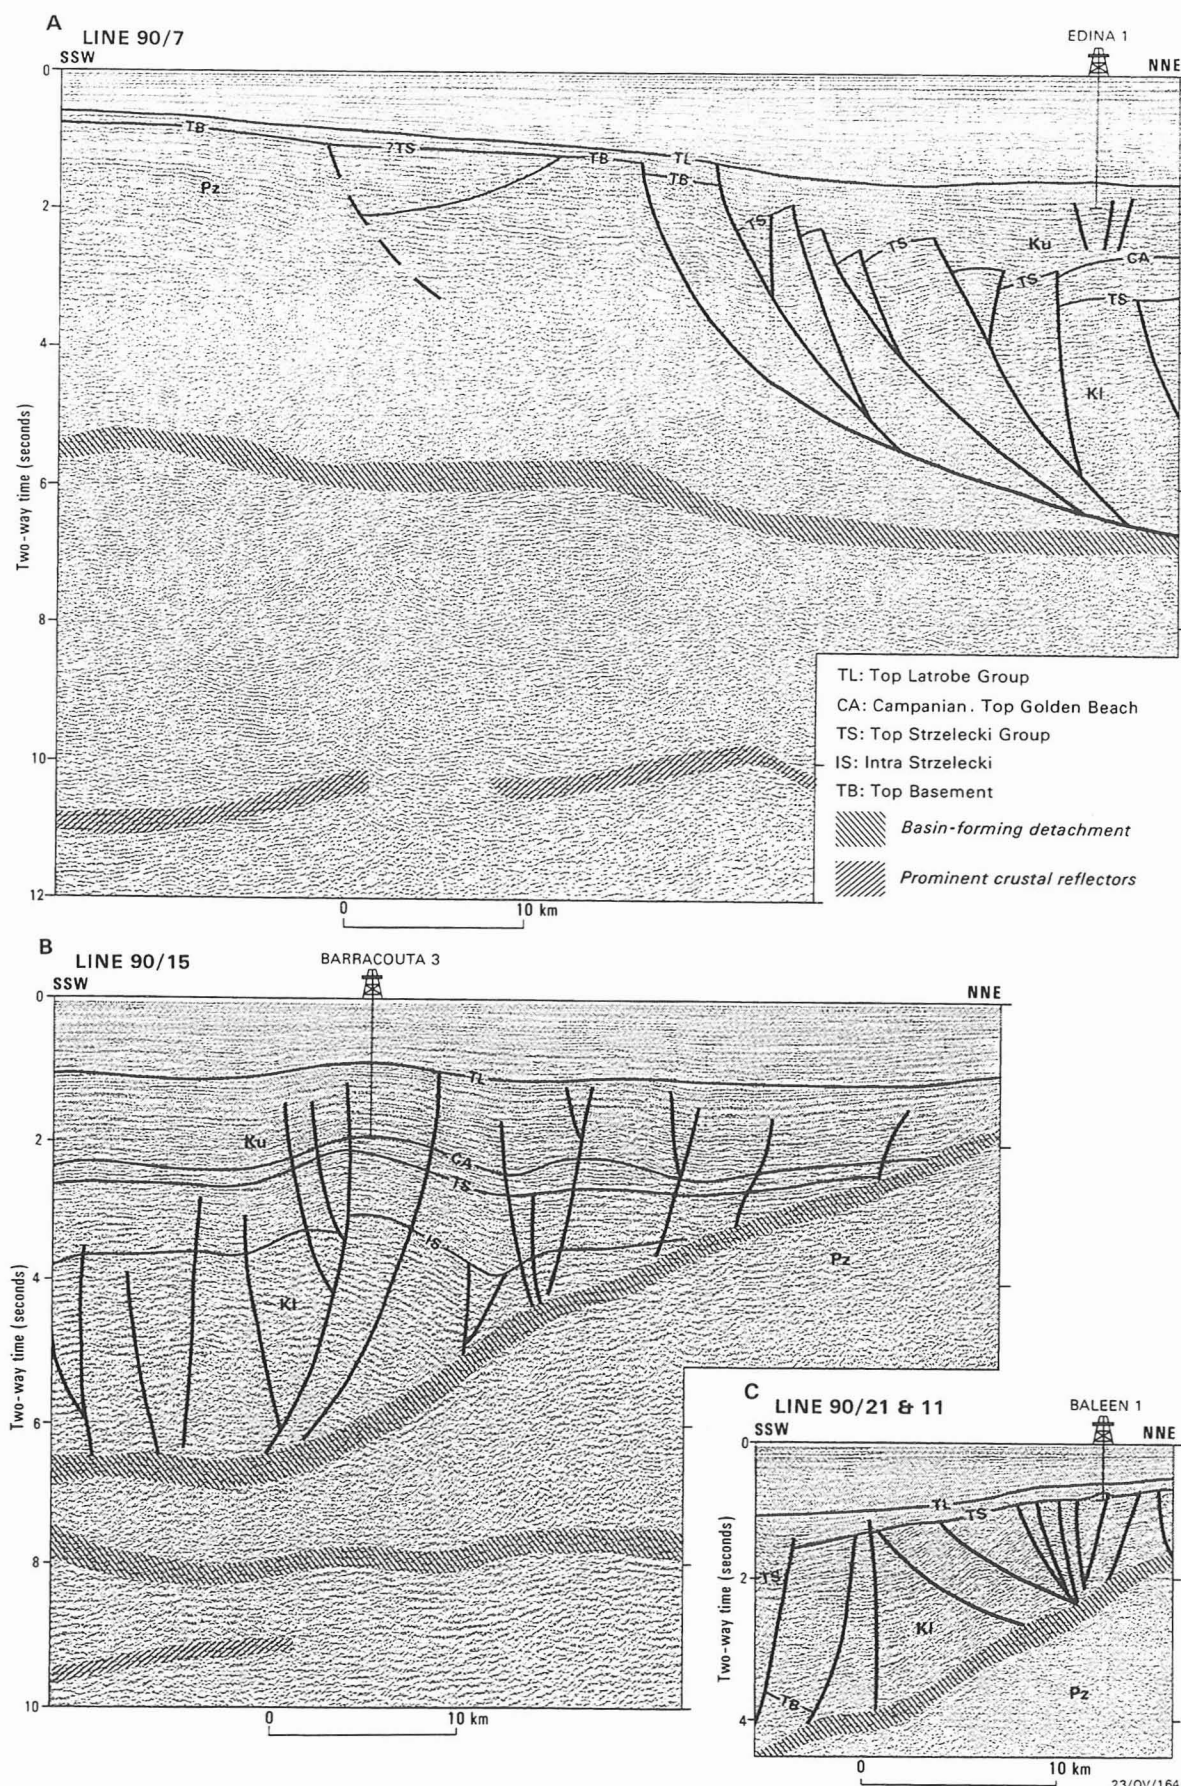 A
LINE 90/7
EDINA 1
SSW
NNE
0
TB
?TS
TB
TL
TB
Pz
2
TS
TS
Ku
CA
TS
TS
4
Kl
Two-way time (seconds)
6
8
10
12
TL: Top Latrobe Group
CA: Campanian. Top Golden Beach
TS: Top Strzelecki Group
IS: Intra Strzelecki
TB: Top Basement
Basin-forming detachment
Prominent crustal reflectors
0 10 km
B
LINE 90/15
BARRACOUTA 3
SSW
NNE
0
TL
2
Ku
CA
TS
IS
Pz
4
Kl
Two-way time (seconds)
6
8
10
0 10 km
C
LINE 90/21 & 11
BALEEN 1
SSW
NNE
0
TL
TS
TS
2
Kl
Two-way time (seconds)
TB
Pz
4
0 10 km
23/OV/164